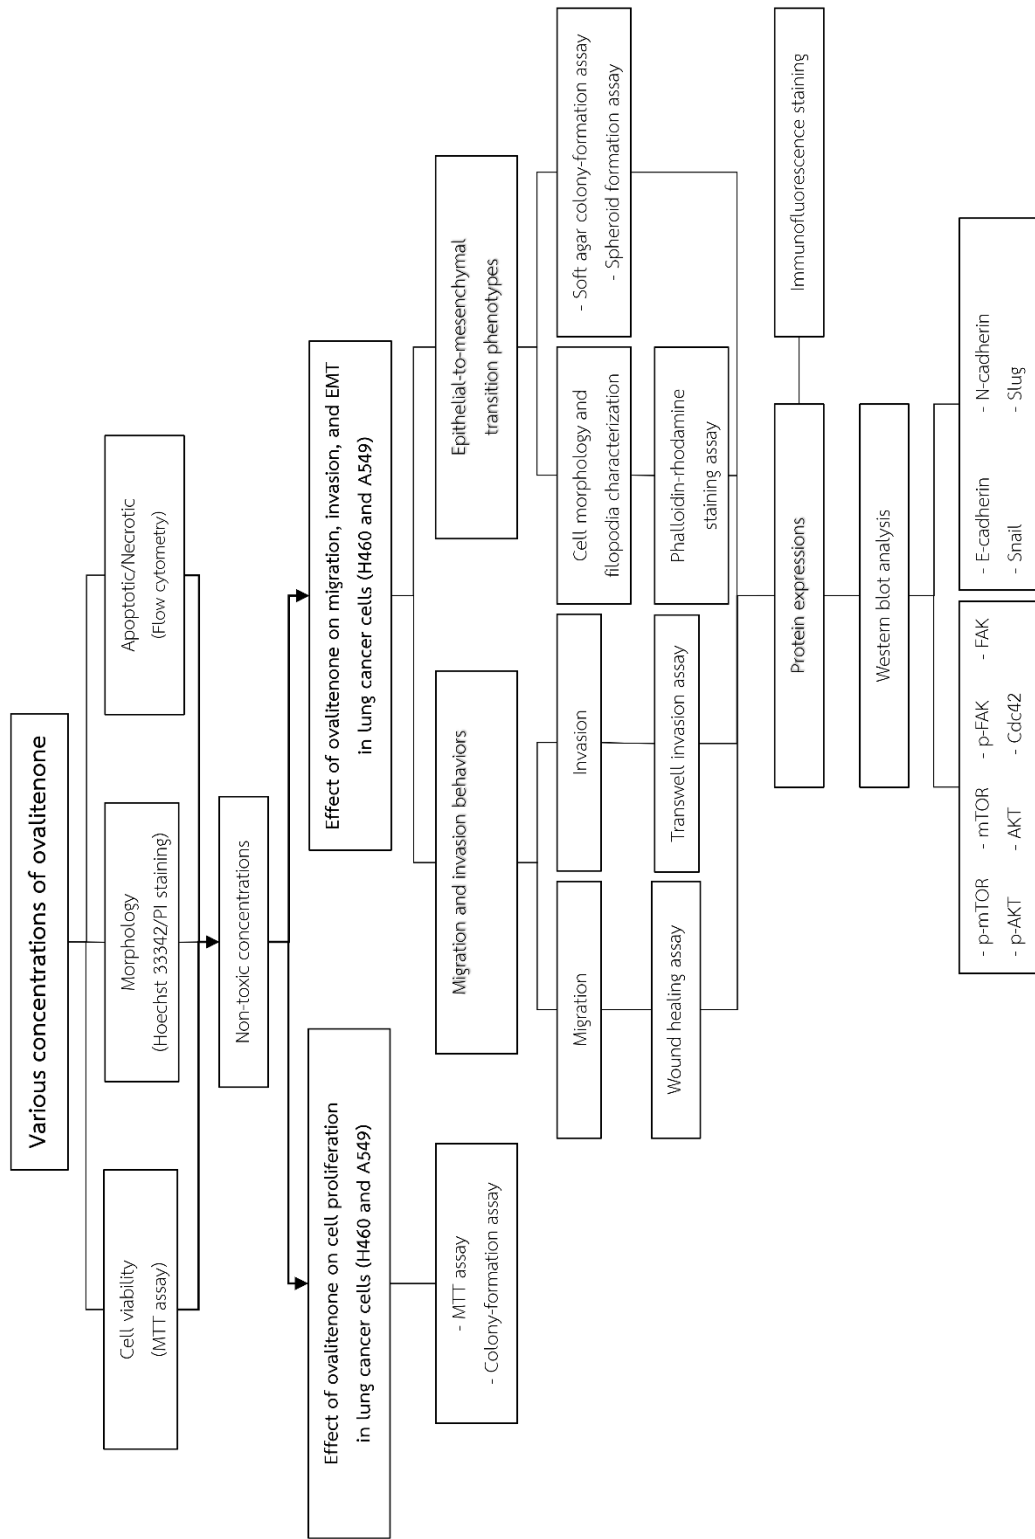 Various concentrations of ovalitenone
Cell viability
(MTT assay)
Morphology
(Hoechst 33342/PI staining)
Apoptotic/Necrotic
(Flow cytometry)
Non-toxic concentrations
Effect of ovalitenone on cell proliferation
in lung cancer cells (H460 and A549)
Effect of ovalitenone on migration, invasion, and EMT
in lung cancer cells (H460 and A549)
- MTT assay
- Colony-formation assay
Migration and invasion behaviors
Epithelial-to-mesenchymal
transition phenotypes
Migration
Invasion
Cell morphology and
filopodia characterization
- Soft agar colony-formation assay
- Spheroid formation assay
Wound healing assay
Transwell invasion assay
Phalloidin-rhodamine
staining assay
Protein expressions
Immunofluorescence staining
Western blot analysis
- p-mTOR - mTOR - p-FAK - FAK
- p-AKT - AKT - Cdc42
- E-cadherin - N-cadherin
- Snail - Slug